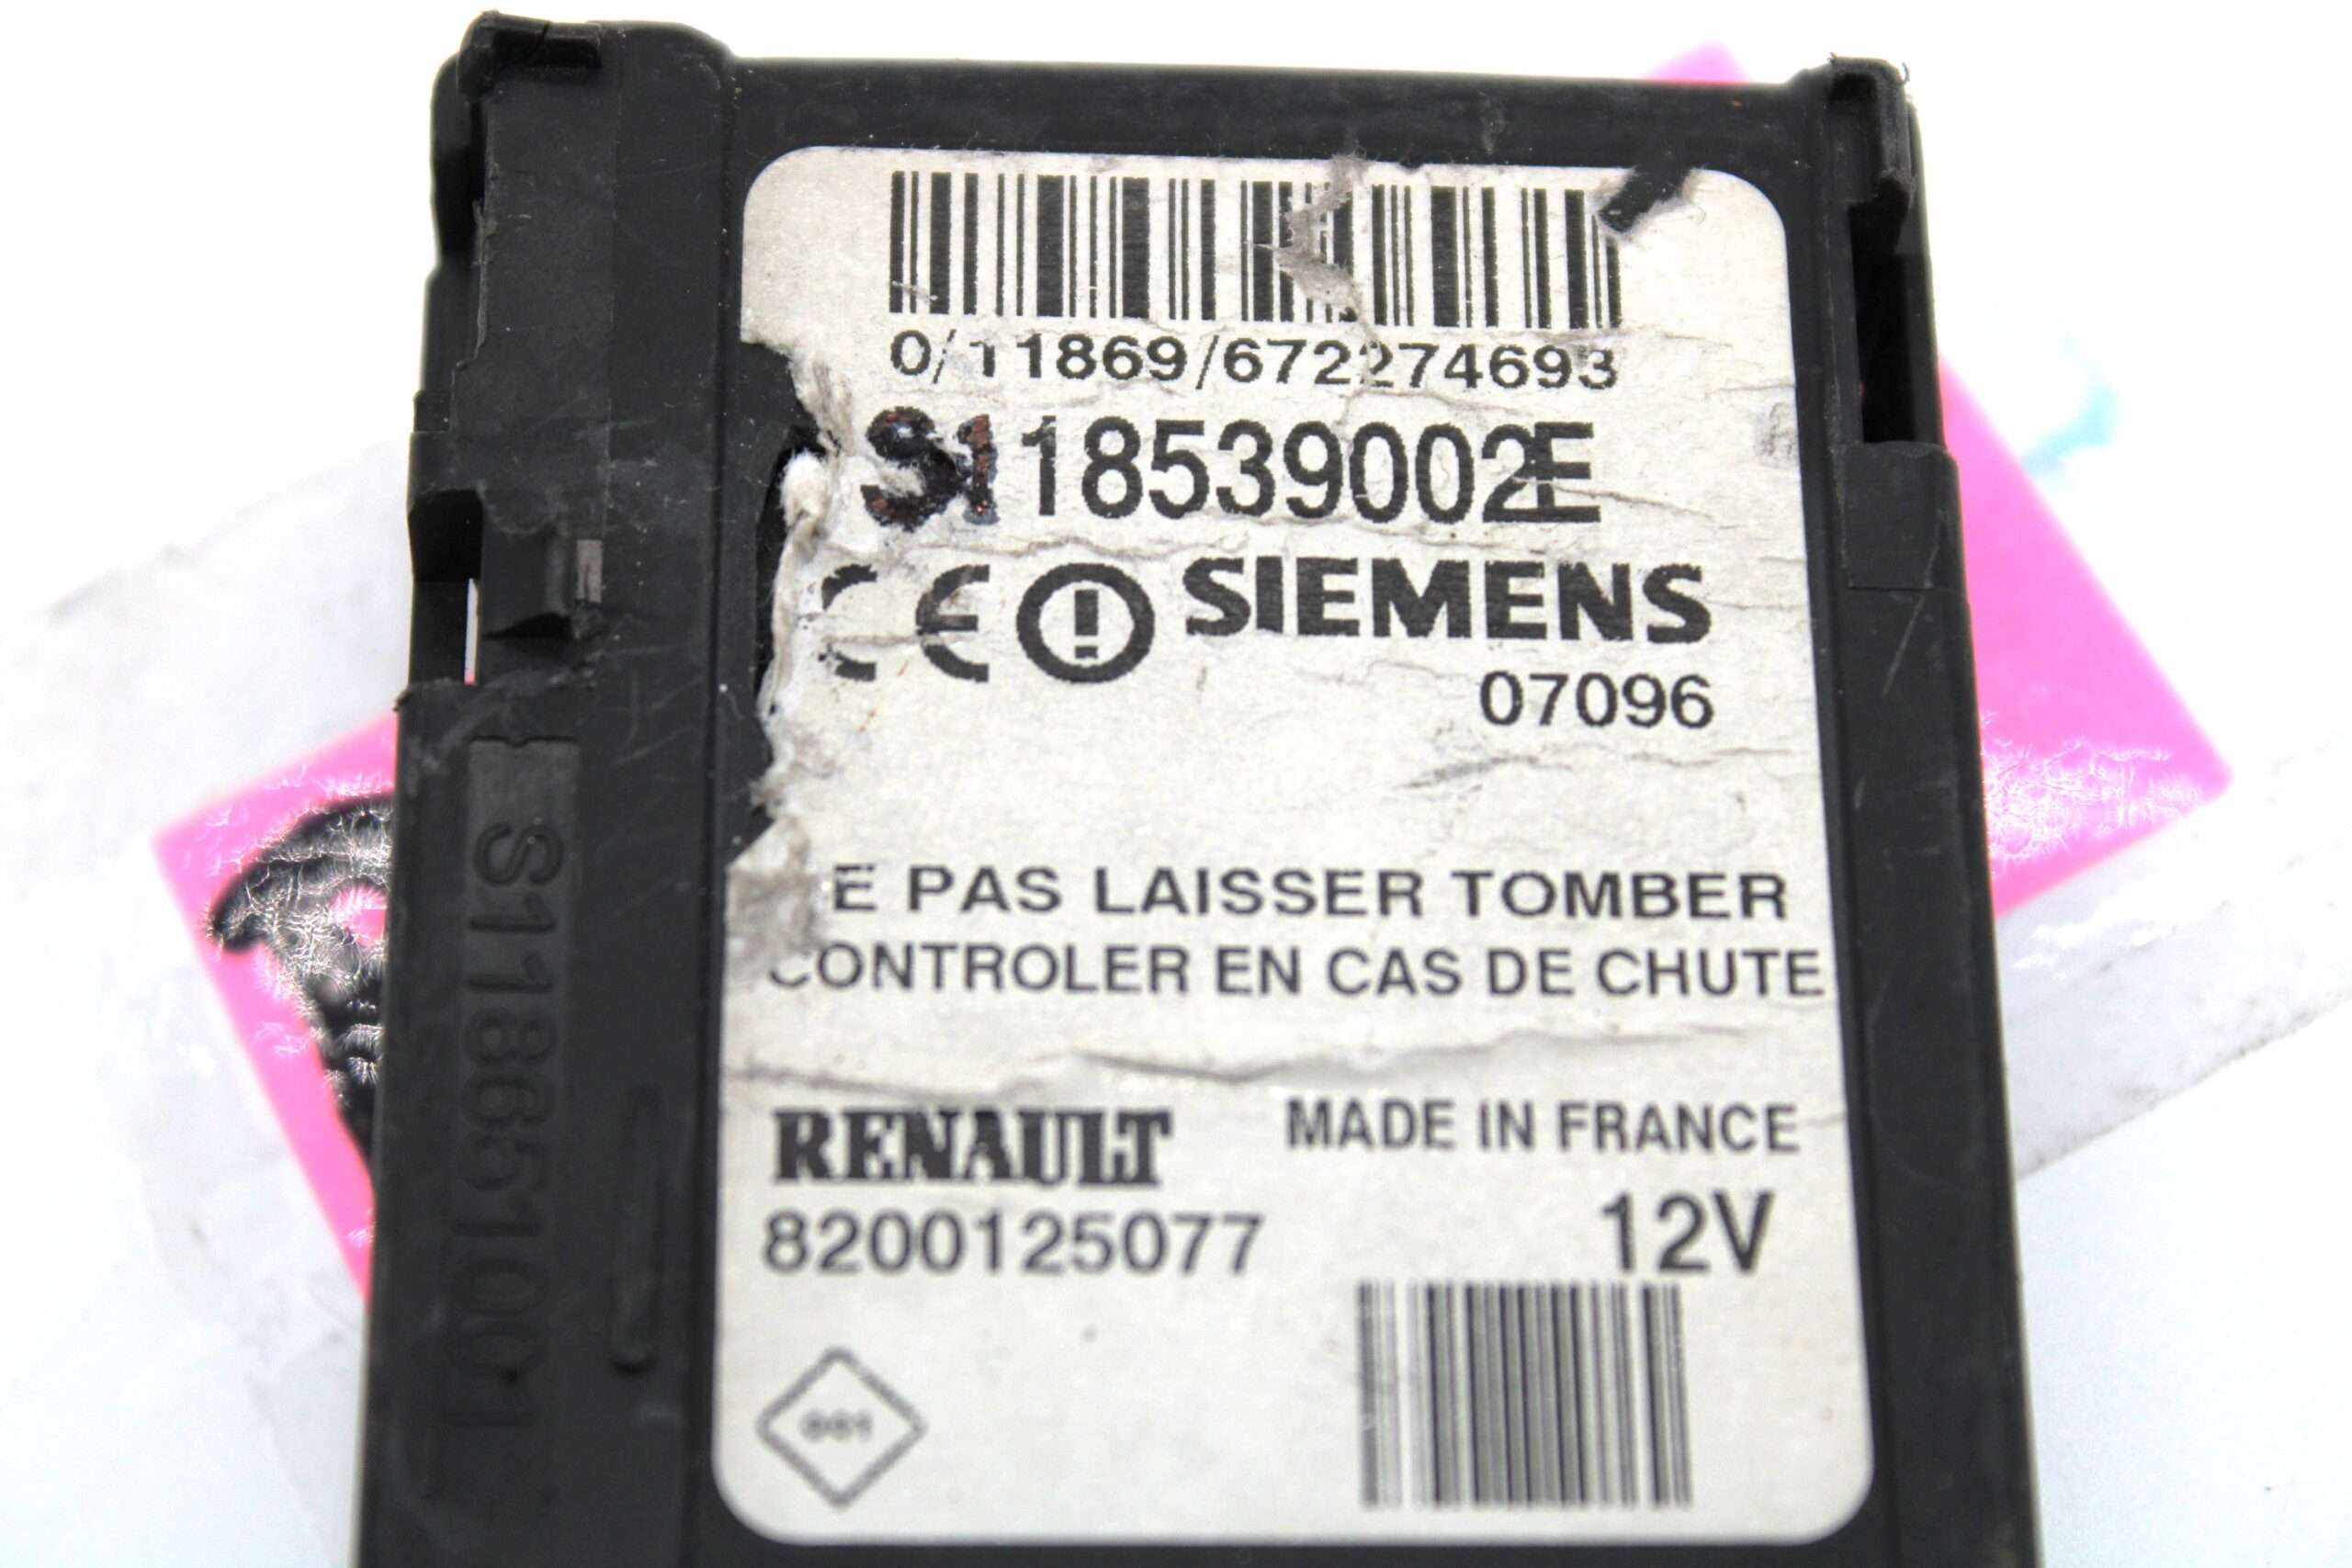 0/11869/672274693
S118539002E
CE SIEMENS
07096
E PAS LAISSER TOMBER
CONTROLER EN CAS DE CHUTE
RENAULT MADE IN FRANCE
8200125077 12V
S118651001